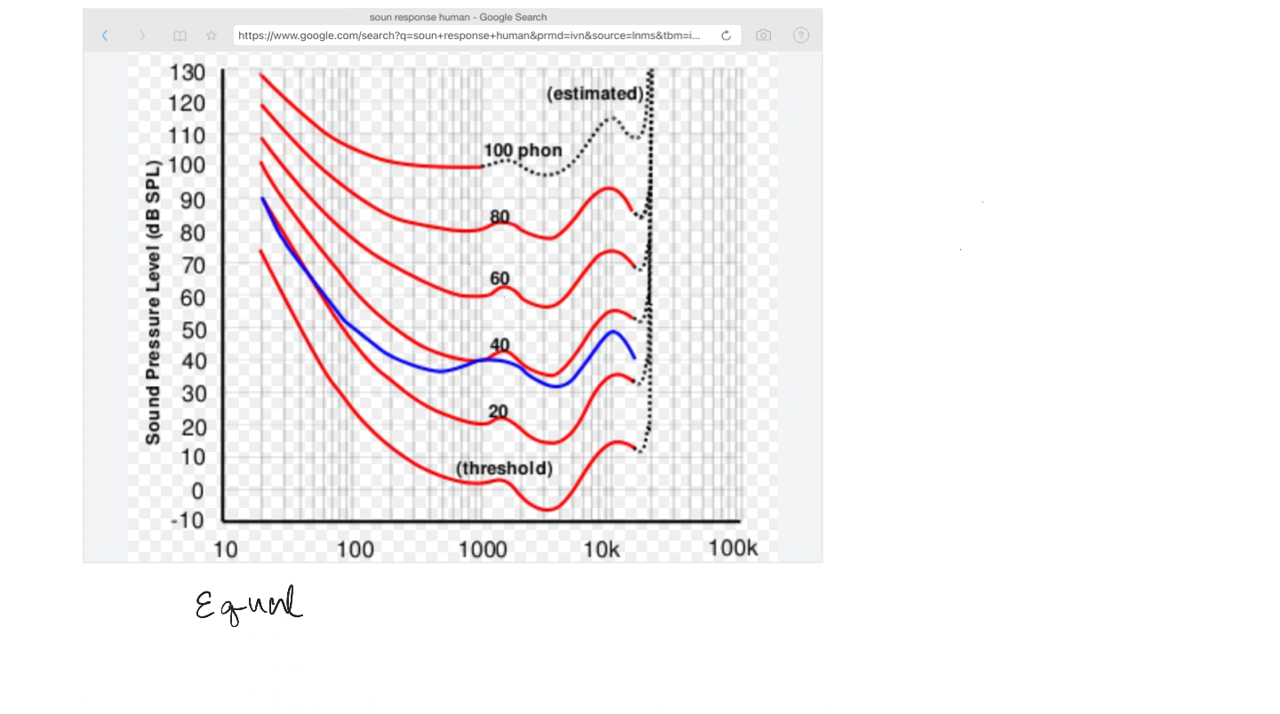 soun response human - Google Search
https://www.google.com/search?q=soun+response+human&prmd=ivn&source=lnms&tbm=i...
Sound Pressure Level (dB SPL)
130
120
110
100
90
80
70
60
50
40
30
20
10
0
-10
(estimated)
100 phon
80
60
40
20
(threshold)
10 100 1000 10k 100k
Equal